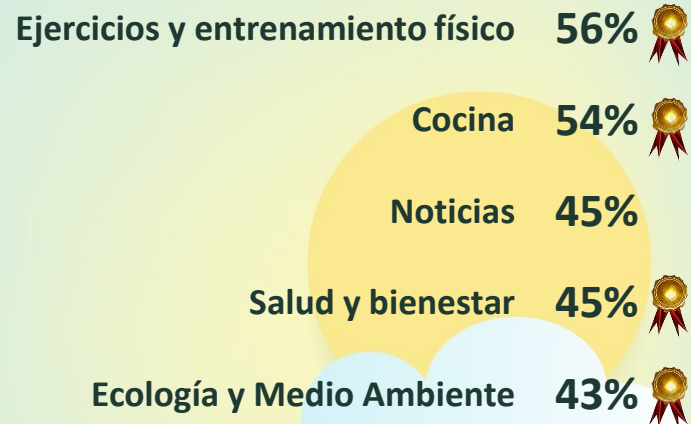 Ejercicios y entrenamiento físico 56%
Cocina 54%
Noticias 45%
Salud y bienestar 45%
Ecología y Medio Ambiente 43%